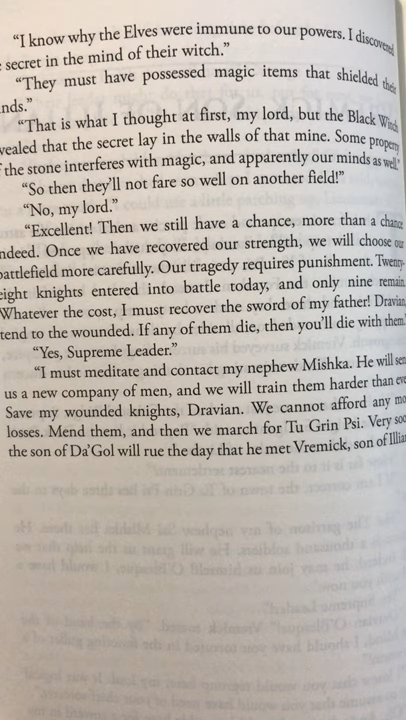 “I know why the Elves were immune to our powers. I discovered
secret in the mind of their witch.”
“They must have possessed magic items that shielded their
nds.”
“That is what I thought at first, my lord, but the Black Winds
vealed that the secret lay in the walls of that mine. Some property
f the stone interferes with magic, and apparently our minds as well.”
“So then they’ll not fare so well on another field!”
“No, my lord.”
“Excellent! Then we still have a chance, more than a chance
ndeed. Once we have recovered our strength, we will choose our
battlefield more carefully. Our tragedy requires punishment. Twenty-
eight knights entered into battle today, and only nine remain.
Whatever the cost, I must recover the sword of my father! Dravian,
tend to the wounded. If any of them die, then you’ll die with them.”
“Yes, Supreme Leader.”
“I must meditate and contact my nephew Mishka. He will sen
us a new company of men, and we will train them harder than eve
Save my wounded knights, Dravian. We cannot afford any mo
losses. Mend them, and then we march for Tu Grin Psi. Very soo
the son of Da’Gol will rue the day that he met Vremick, son of Illia